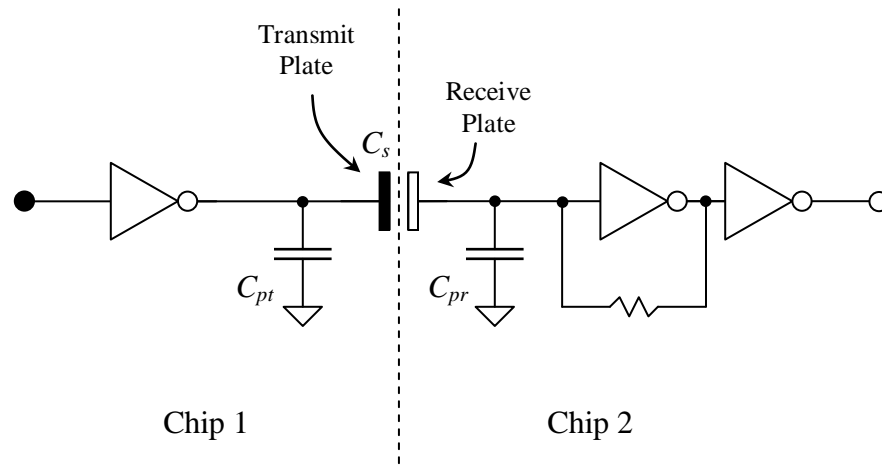 Transmit
Plate
Receive
Plate
Cs
Cpt
Cpr
Chip 1
Chip 2